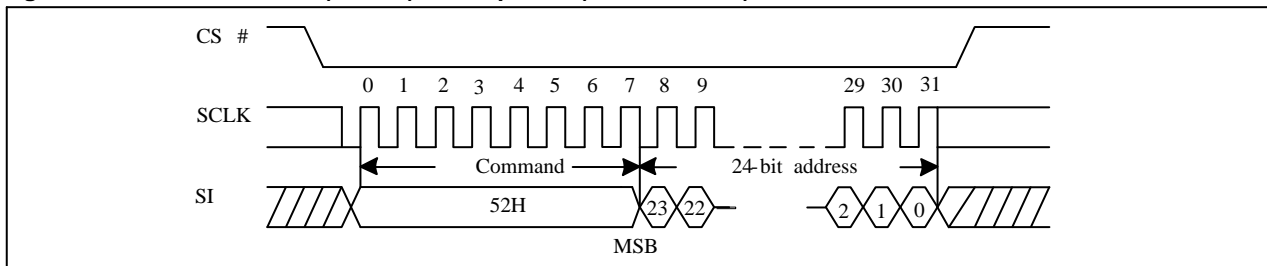 CS #
0 1 2 3 4 5 6 7 8 9 29 30 31
SCLK
Command 24-bit address
SI 52H 23 22 2 1 0
MSB